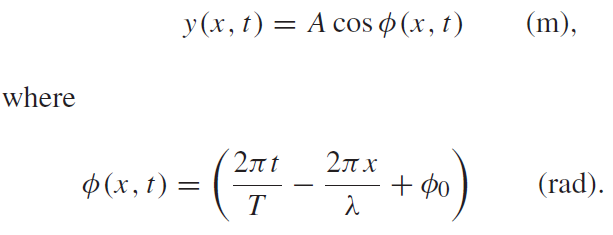 y(x, t) = A cos ϕ(x, t) (m),
where
ϕ(x, t) = (2πt/T − 2πx/λ + ϕ₀) (rad).